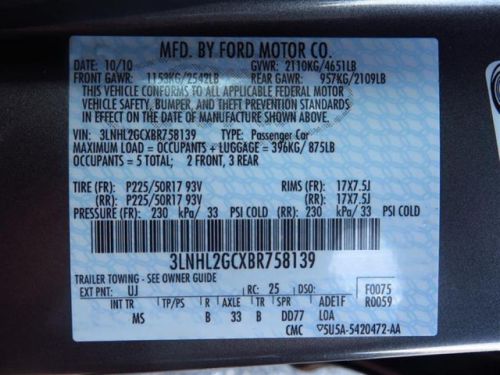 MFD. BY FORD MOTOR CO.
DATE: 10/10 GVWR: 2110KG/4651LB
FRONT GAWR: 1153KG/2542LB REAR GAWR: 957KG/2109LB
THIS VEHICLE CONFORMS TO ALL APPLICABLE FEDERAL MOTOR
VEHICLE SAFETY, BUMPER, AND THEFT PREVENTION STANDARDS
IN EFFECT ON THE DATE OF MANUFACTURE SHOWN ABOVE.
VIN: 3LNHL2GCXBR758139 TYPE: Passenger Car
MAXIMUM LOAD = OCCUPANTS + LUGGAGE = 396KG/ 875LB
OCCUPANTS = 5 TOTAL; 2 FRONT, 3 REAR
TIRE (FR): P225/50R17 93V RIMS (FR): 17X7.5J
(RR): P225/50R17 93V (RR): 17X7.5J
PRESSURE (FR): 230 kPa/ 33 PSI COLD (RR): 230 kPa/ 33 PSI COLD
3LNHL2GCXBR758139
TRAILER TOWING - SEE OWNER GUIDE
EXT PNT: UJ RC: 25 DSO: F0075
INT TR TP/PS R AXLE TR SPR ADE1F R0059
MS B 33 B DD77 LOA
CMC 5U5A-5420472-AA